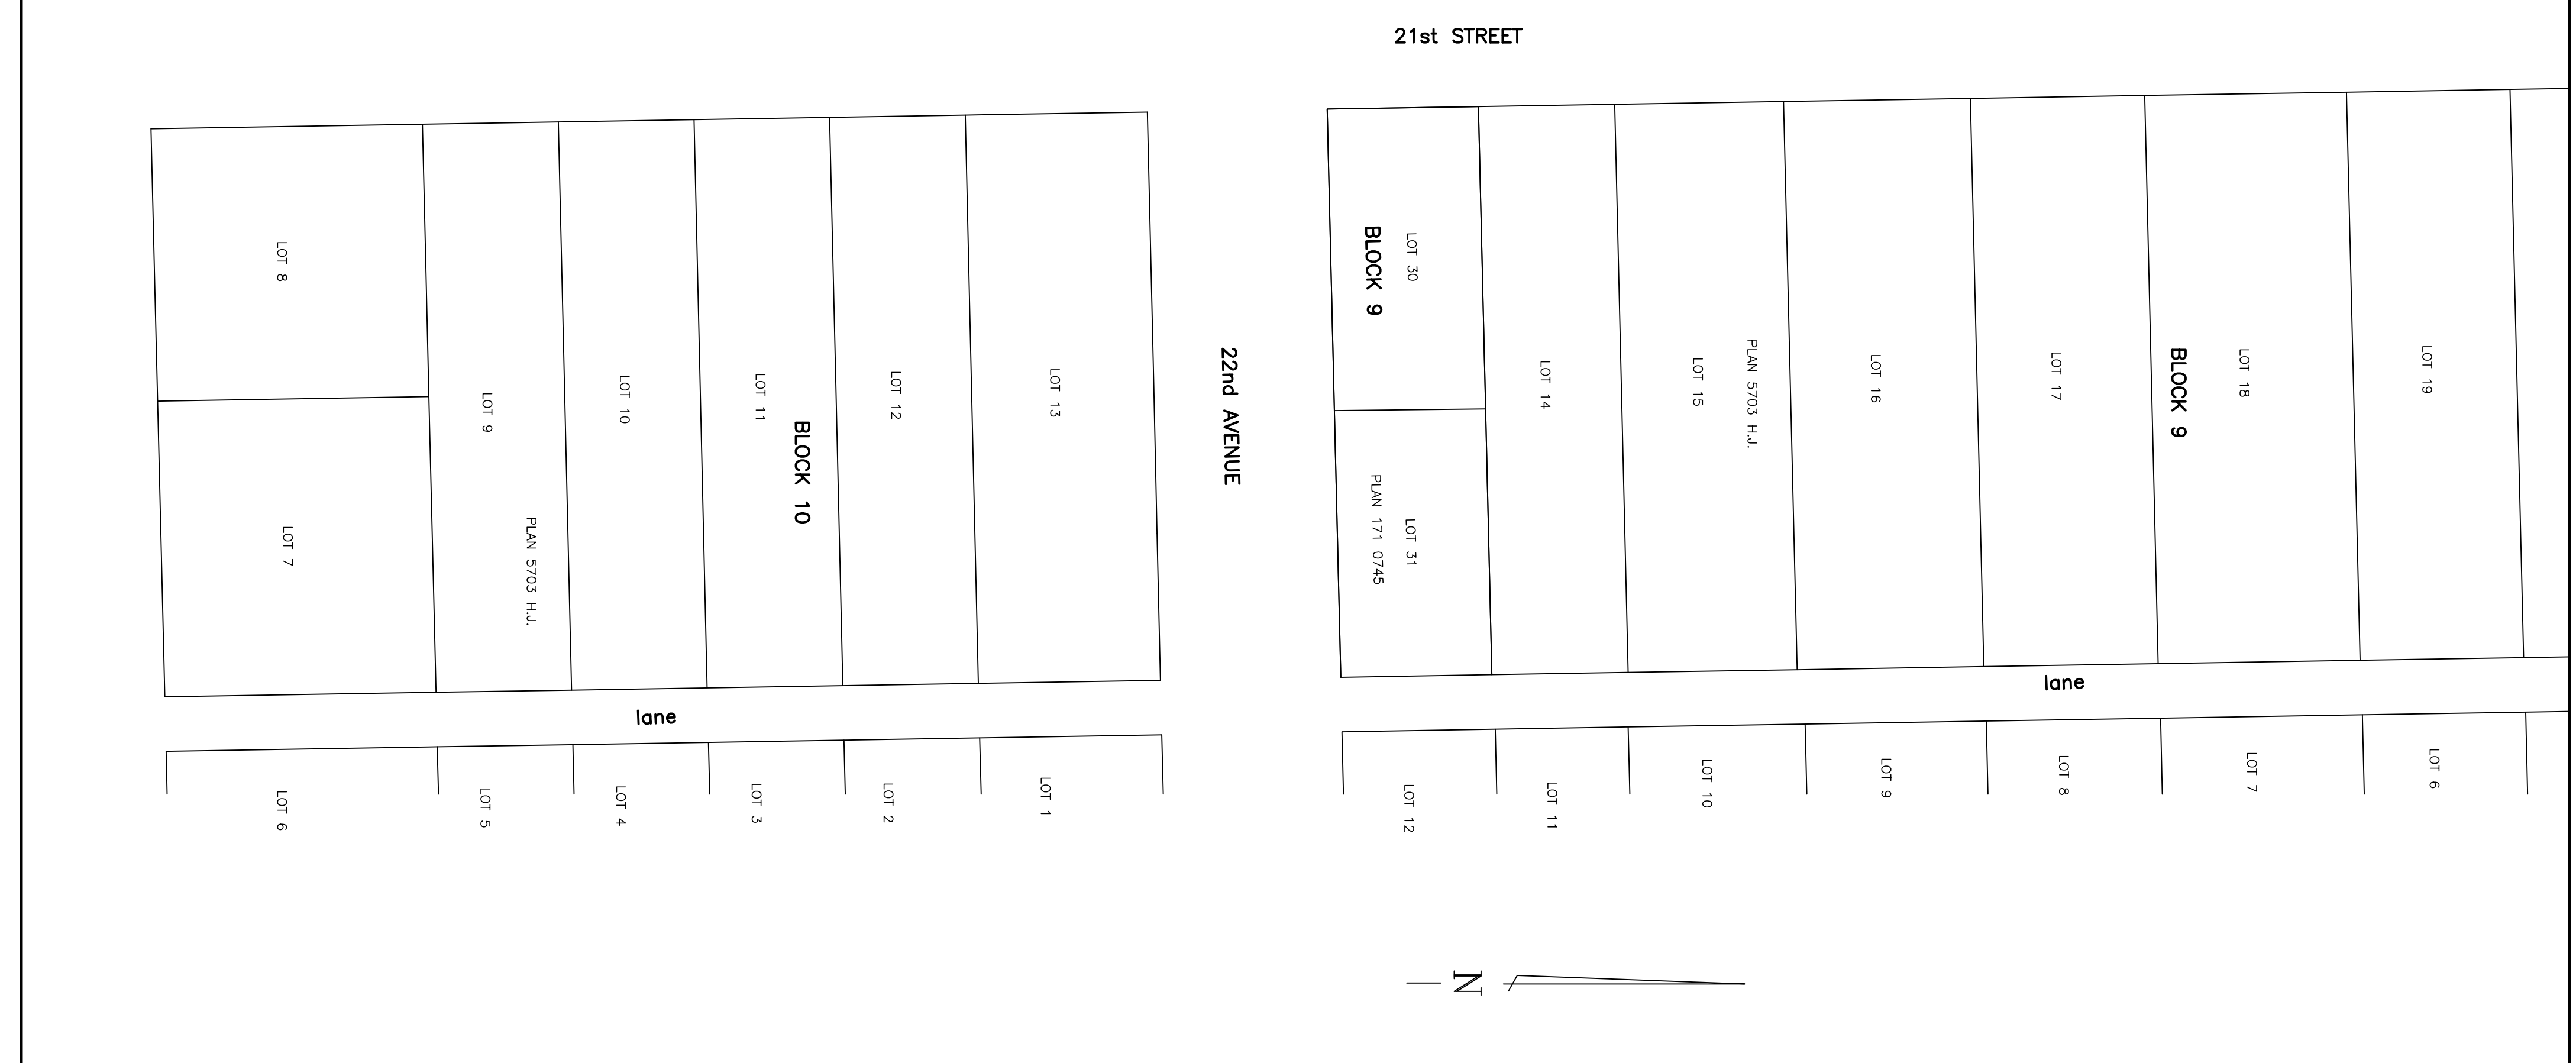 21st STREET
LOT 8
LOT 7
LOT 9
PLAN 5703 H.J.
LOT 10
LOT 11
BLOCK 10
LOT 12
LOT 13
lane
LOT 6
LOT 5
LOT 4
LOT 3
LOT 2
LOT 1
22nd AVENUE
BLOCK 9
LOT 30
PLAN 171 0745
LOT 31
LOT 14
LOT 15
PLAN 5703 H.J.
LOT 16
LOT 17
BLOCK 9
LOT 18
LOT 19
lane
LOT 12
LOT 11
LOT 10
LOT 9
LOT 8
LOT 7
LOT 6
N